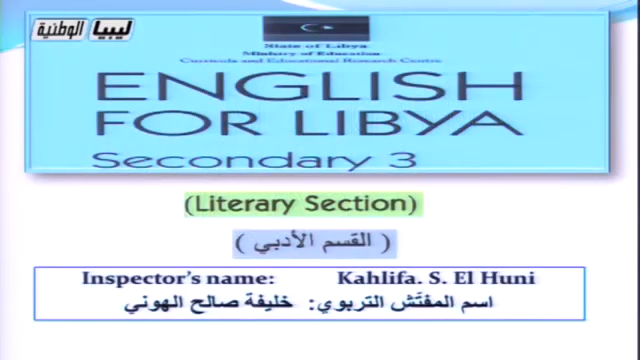 ليبيا الوطنية
State of Libya
Ministry of Education
Curricula and Educational Research Centre
ENGLISH
FOR LIBYA
Secondary 3
(Literary Section)
( القسم الأدبي )
Inspector's name: Kahlifa. S. El Huni
اسم المفتّش التربوي: خليفة صالح الهوني